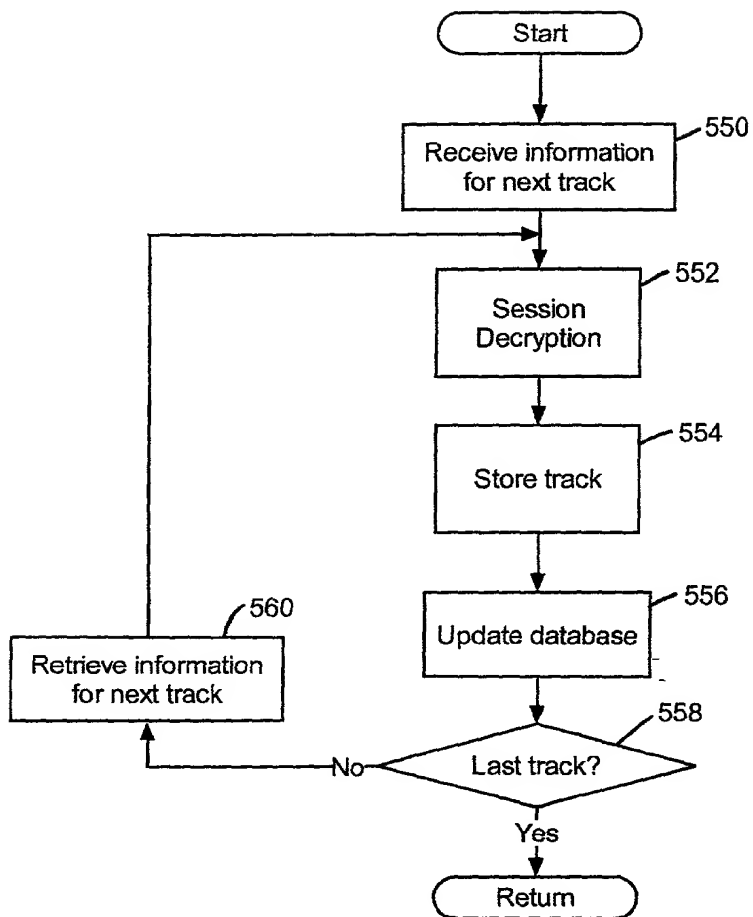 Start
550
Receive information
for next track
552
Session
Decryption
554
Store track
556
Update database
560
Retrieve information
for next track
558
Last track?
No
Yes
Return